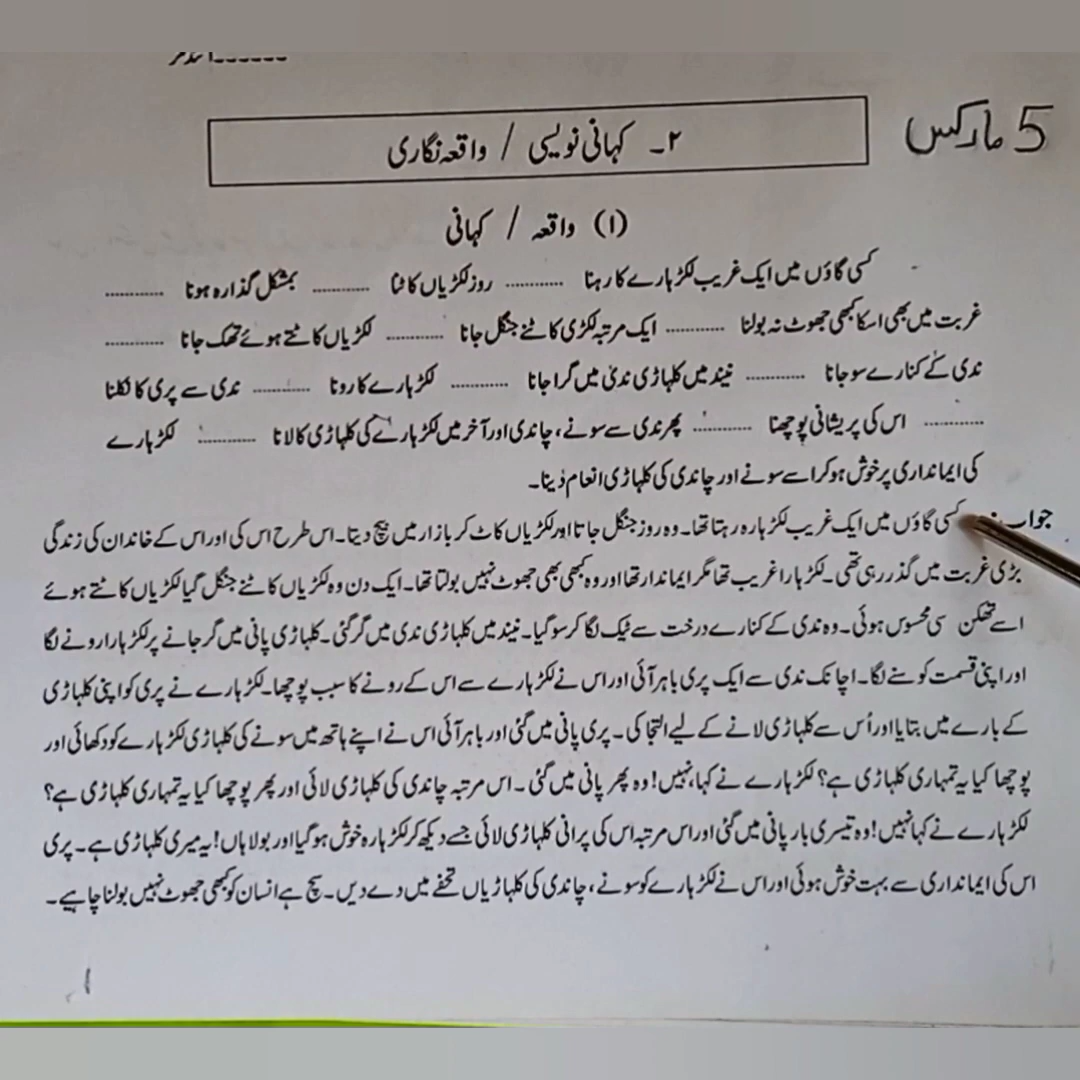 5 مارکس
۲۔ کہانی نویسی / واقعہ نگاری
(۱) واقعہ / کہانی
کسی گاؤں میں ایک غریب لکڑہارے کا رہنا ............ روز لکڑیاں کاٹنا ............ بمشکل گذارہ ہونا ............
غربت میں بھی اسکا کبھی جھوٹ نہ بولنا ............ ایک مرتبہ لکڑی کاٹنے جنگل جانا ............ لکڑیاں کاٹتے ہوئے تھک جانا ............
ندی کے کنارے سو جانا ............ نیند میں کلہاڑی ندی میں گرا جانا ............ لکڑہارے کا رونا ............ ندی سے پری کا نکلنا
............ اس کی پریشانی پوچھنا ............ پھر ندی سے سونے، چاندی اور آخر میں لکڑہارے کی کلہاڑی کا لانا ............ لکڑہارے
کی ایمانداری پر خوش ہو کر اسے سونے اور چاندی کی کلہاڑی انعام دینا۔
جواب: کسی گاؤں میں ایک غریب لکڑہارہ رہتا تھا۔ وہ روز جنگل جاتا اور لکڑیاں کاٹ کر بازار میں بیچ دیتا۔ اس طرح اس کی اور اس کے خاندان کی زندگی
بڑی غربت میں گذر رہی تھی۔ لکڑہارا غریب تھا مگر ایماندار تھا اور وہ کبھی بھی جھوٹ نہیں بولتا تھا۔ ایک دن وہ لکڑیاں کاٹنے جنگل گیا لکڑیاں کاٹتے ہوئے
اسے تھکن سی محسوس ہوئی۔ وہ ندی کے کنارے درخت سے ٹیک لگا کر سو گیا۔ نیند میں کلہاڑی ندی میں گر گئی۔ کلہاڑی پانی میں گر جانے پر لکڑہارا رونے لگا
اور اپنی قسمت کو سنے لگا۔ اچانک ندی سے ایک پری باہر آئی اور اس نے لکڑہارے سے اس کے رونے کا سبب پوچھا۔ لکڑہارے نے پری کو اپنی کلہاڑی
کے بارے میں بتایا اور اُس سے کلہاڑی لانے کے لیے التجا کی۔ پری پانی میں گئی اور باہر آئی اس نے اپنے ہاتھ میں سونے کی کلہاڑی لکڑہارے کو دکھائی اور
پوچھا کیا یہ تمہاری کلہاڑی ہے؟ لکڑہارے نے کہا، نہیں! وہ پھر پانی میں گئی۔ اس مرتبہ چاندی کی کلہاڑی لائی اور پھر پوچھا کیا یہ تمہاری کلہاڑی ہے؟
لکڑہارے نے کہا نہیں! وہ تیسری بار پانی میں گئی اور اس مرتبہ اس کی پرانی کلہاڑی لائی جسے دیکھ کر لکڑہارہ خوش ہو گیا اور بولا ہاں! یہ میری کلہاڑی ہے۔ پری
اس کی ایمانداری سے بہت خوش ہوئی اور اس نے لکڑہارے کو سونے، چاندی کی کلہاڑیاں تحفے میں دے دیں۔ سچ ہے انسان کو کبھی جھوٹ نہیں بولنا چاہیے۔